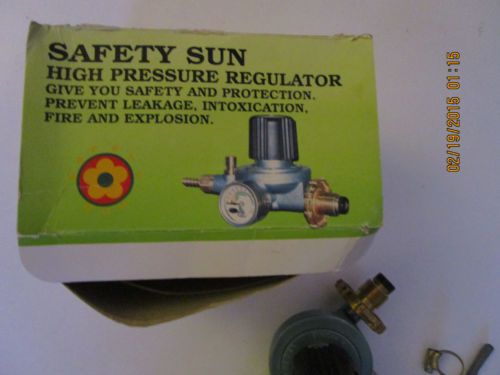 SAFETY SUN
HIGH PRESSURE REGULATOR
GIVE YOU SAFETY AND PROTECTION.
PREVENT LEAKAGE, INTOXICATION,
FIRE AND EXPLOSION.
02/19/2015 01:15